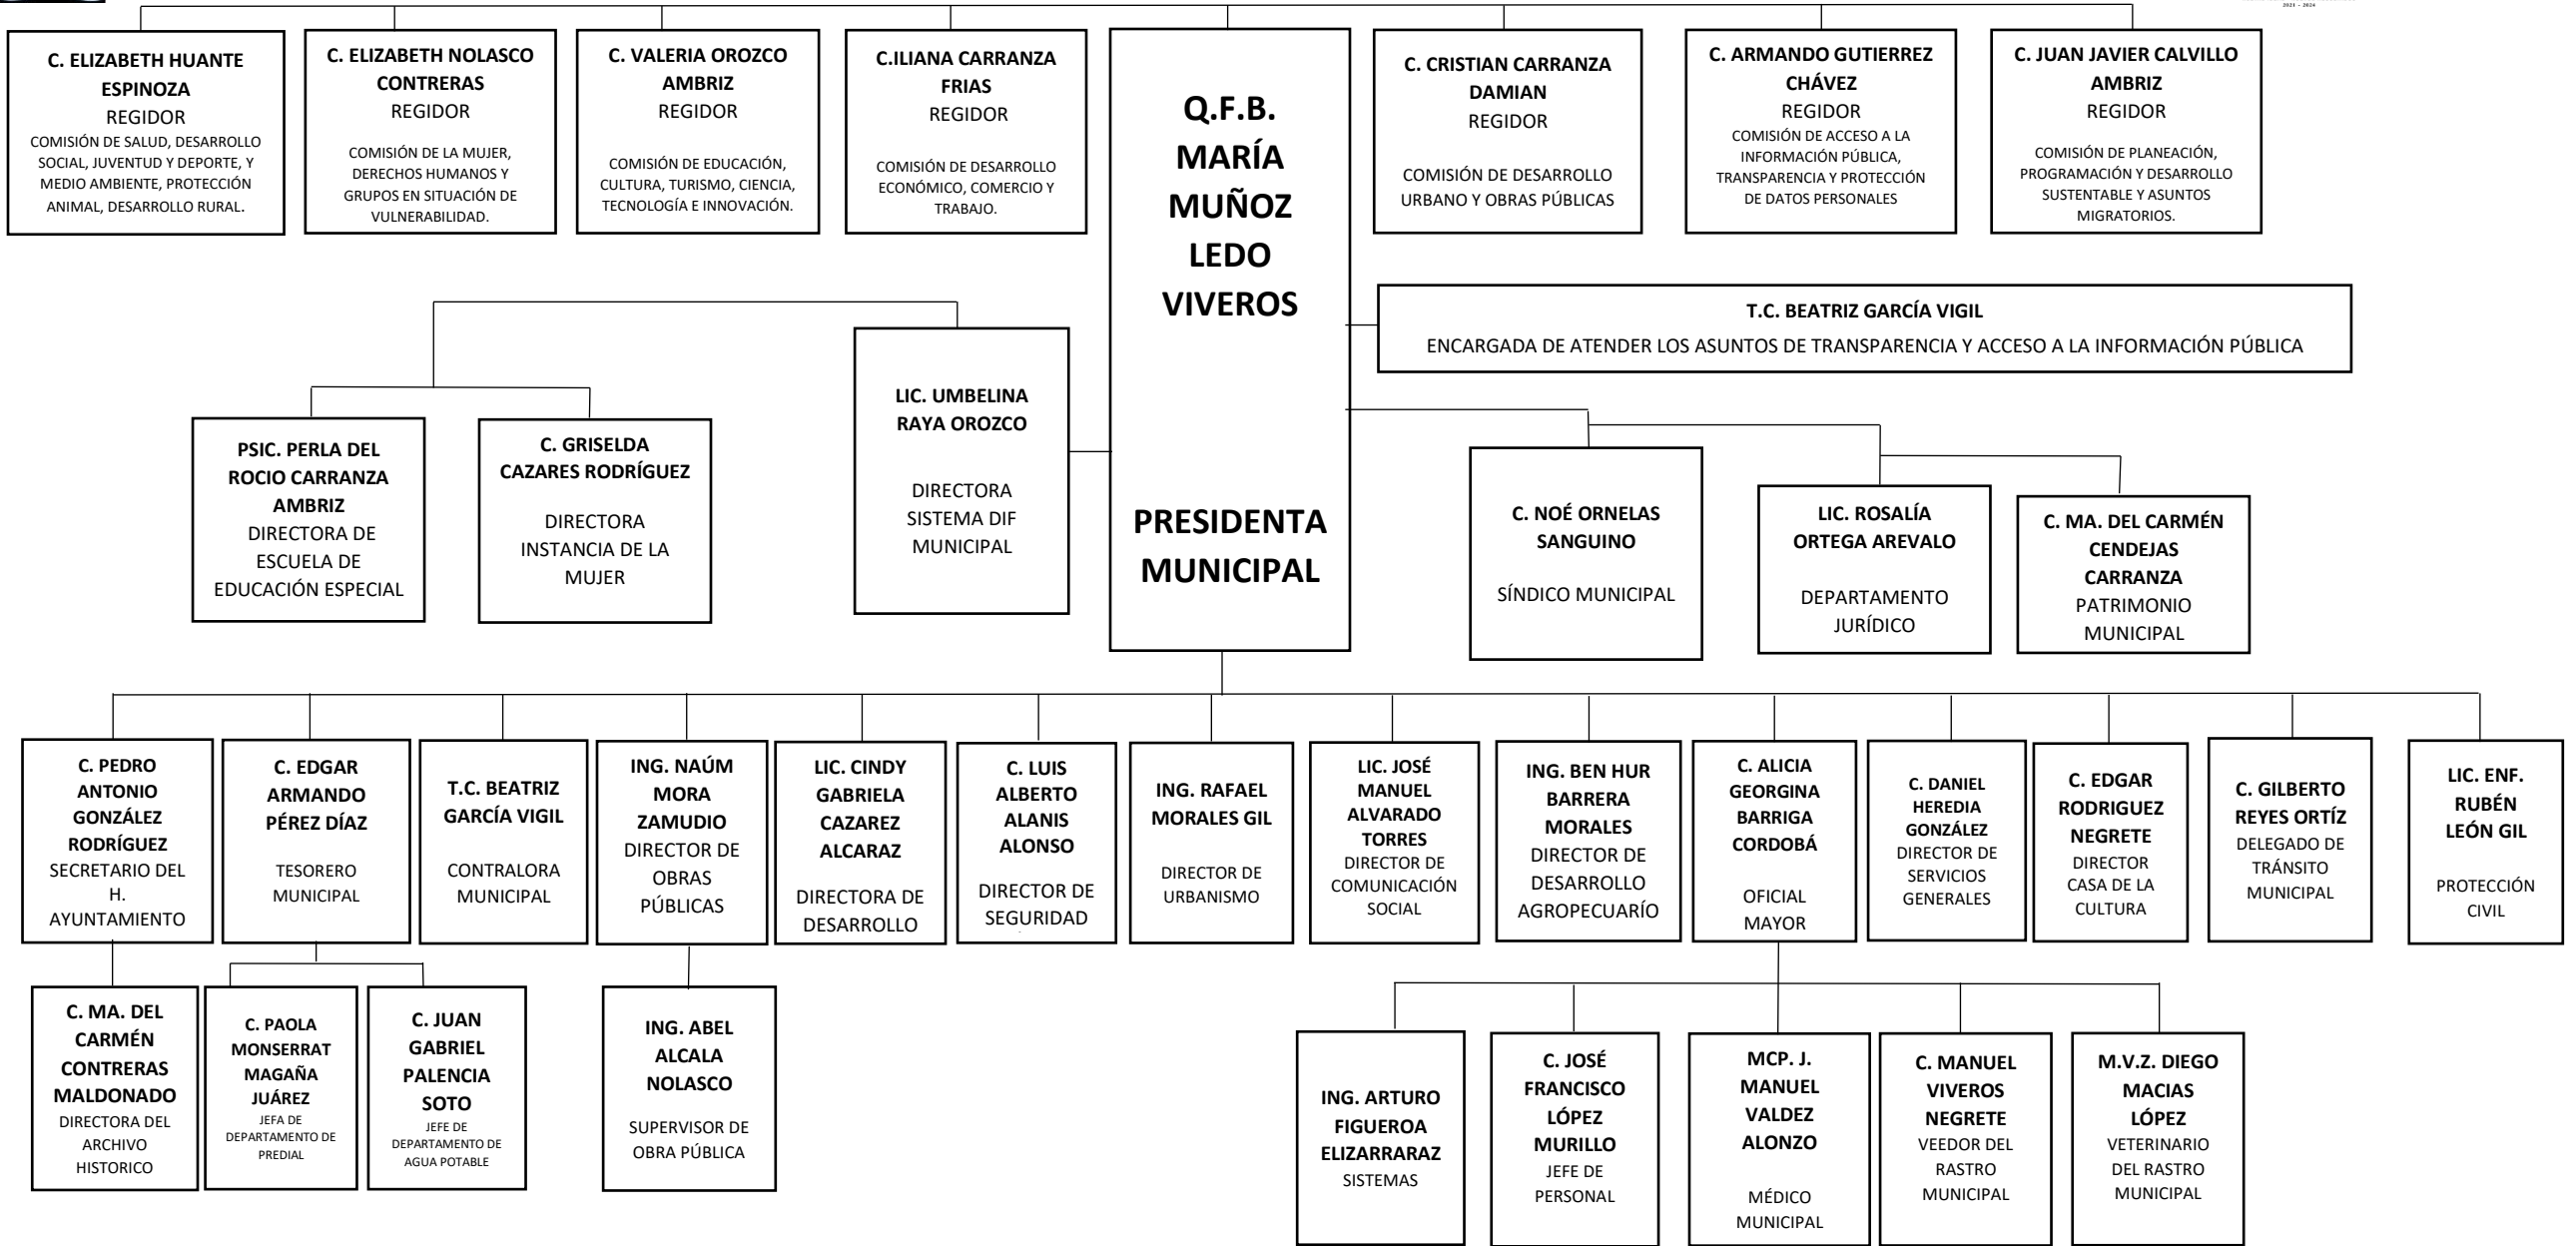 2021 – 2024
C. ELIZABETH HUANTE
ESPINOZA
REGIDOR
COMISIÓN DE SALUD, DESARROLLO
SOCIAL, JUVENTUD Y DEPORTE, Y
MEDIO AMBIENTE, PROTECCIÓN
ANIMAL, DESARROLLO RURAL.
C. ELIZABETH NOLASCO
CONTRERAS
REGIDOR
COMISIÓN DE LA MUJER,
DERECHOS HUMANOS Y
GRUPOS EN SITUACIÓN DE
VULNERABILIDAD.
C. VALERIA OROZCO
AMBRIZ
REGIDOR
COMISIÓN DE EDUCACIÓN,
CULTURA, TURISMO, CIENCIA,
TECNOLOGÍA E INNOVACIÓN.
C.ILIANA CARRANZA
FRIAS
REGIDOR
COMISIÓN DE DESARROLLO
ECONÓMICO, COMERCIO Y
TRABAJO.
Q.F.B.
MARÍA
MUÑOZ
LEDO
VIVEROS
PRESIDENTA
MUNICIPAL
C. CRISTIAN CARRANZA
DAMIAN
REGIDOR
COMISIÓN DE DESARROLLO
URBANO Y OBRAS PÚBLICAS
C. ARMANDO GUTIERREZ
CHÁVEZ
REGIDOR
COMISIÓN DE ACCESO A LA
INFORMACIÓN PÚBLICA,
TRANSPARENCIA Y PROTECCIÓN
DE DATOS PERSONALES
C. JUAN JAVIER CALVILLO
AMBRIZ
REGIDOR
COMISIÓN DE PLANEACIÓN,
PROGRAMACIÓN Y DESARROLLO
SUSTENTABLE Y ASUNTOS
MIGRATORIOS.
T.C. BEATRIZ GARCÍA VIGIL
ENCARGADA DE ATENDER LOS ASUNTOS DE TRANSPARENCIA Y ACCESO A LA INFORMACIÓN PÚBLICA
PSIC. PERLA DEL
ROCIO CARRANZA
AMBRIZ
DIRECTORA DE
ESCUELA DE
EDUCACIÓN ESPECIAL
C. GRISELDA
CAZARES RODRÍGUEZ
DIRECTORA
INSTANCIA DE LA
MUJER
LIC. UMBELINA
RAYA OROZCO
DIRECTORA
SISTEMA DIF
MUNICIPAL
C. NOÉ ORNELAS
SANGUINO
SÍNDICO MUNICIPAL
LIC. ROSALÍA
ORTEGA AREVALO
DEPARTAMENTO
JURÍDICO
C. MA. DEL CARMÉN
CENDEJAS
CARRANZA
PATRIMONIO
MUNICIPAL
C. PEDRO
ANTONIO
GONZÁLEZ
RODRÍGUEZ
SECRETARIO DEL
H.
AYUNTAMIENTO
C. EDGAR
ARMANDO
PÉREZ DÍAZ
TESORERO
MUNICIPAL
T.C. BEATRIZ
GARCÍA VIGIL
CONTRALORA
MUNICIPAL
ING. NAÚM
MORA
ZAMUDIO
DIRECTOR DE
OBRAS
PÚBLICAS
LIC. CINDY
GABRIELA
CAZAREZ
ALCARAZ
DIRECTORA DE
DESARROLLO
C. LUIS
ALBERTO
ALANIS
ALONSO
DIRECTOR DE
SEGURIDAD
ING. RAFAEL
MORALES GIL
DIRECTOR DE
URBANISMO
LIC. JOSÉ
MANUEL
ALVARADO
TORRES
DIRECTOR DE
COMUNICACIÓN
SOCIAL
ING. BEN HUR
BARRERA
MORALES
DIRECTOR DE
DESARROLLO
AGROPECUARÍO
C. ALICIA
GEORGINA
BARRIGA
CORDOBÁ
OFICIAL
MAYOR
C. DANIEL
HEREDIA
GONZÁLEZ
DIRECTOR DE
SERVICIOS
GENERALES
C. EDGAR
RODRIGUEZ
NEGRETE
DIRECTOR
CASA DE LA
CULTURA
C. GILBERTO
REYES ORTÍZ
DELEGADO DE
TRÁNSITO
MUNICIPAL
LIC. ENF.
RUBÉN
LEÓN GIL
PROTECCIÓN
CIVIL
C. MA. DEL
CARMÉN
CONTRERAS
MALDONADO
DIRECTORA DEL
ARCHIVO
HISTORICO
C. PAOLA
MONSERRAT
MAGAÑA
JUÁREZ
JEFA DE
DEPARTAMENTO DE
PREDIAL
C. JUAN
GABRIEL
PALENCIA
SOTO
JEFE DE
DEPARTAMENTO DE
AGUA POTABLE
ING. ABEL
ALCALA
NOLASCO
SUPERVISOR DE
OBRA PÚBLICA
ING. ARTURO
FIGUEROA
ELIZARRARAZ
SISTEMAS
C. JOSÉ
FRANCISCO
LÓPEZ
MURILLO
JEFE DE
PERSONAL
MCP. J.
MANUEL
VALDEZ
ALONZO
MÉDICO
MUNICIPAL
C. MANUEL
VIVEROS
NEGRETE
VEEDOR DEL
RASTRO
MUNICIPAL
M.V.Z. DIEGO
MACIAS
LÓPEZ
VETERINARIO
DEL RASTRO
MUNICIPAL